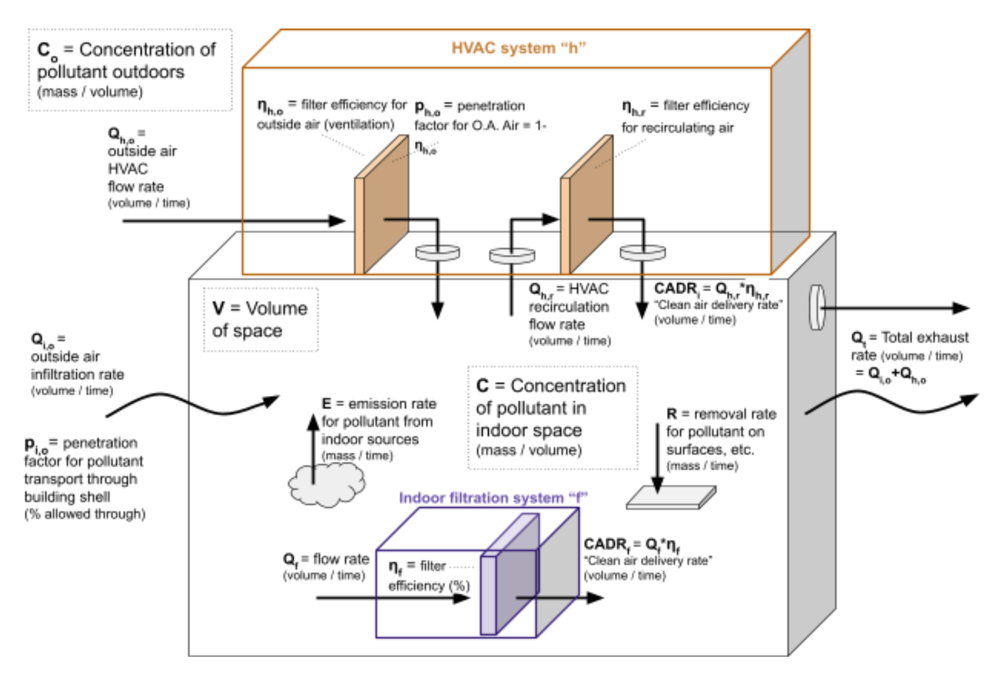 HVAC system “h”
C_o = Concentration of
pollutant outdoors
(mass / volume)
η_h,o = filter efficiency for
outside air (ventilation)
p_h,o = penetration
factor for O.A. Air = 1-
η_h,o
η_h,r = filter efficiency
for recirculating air
Q_h,o =
outside air
HVAC
flow rate
(volume / time)
V = Volume
of space
Q_h,r = HVAC
recirculation
flow rate
(volume / time)
CADR_i = Q_h,r*η_h,r
“Clean air delivery rate”
(volume / time)
Q_i,o =
outside air
infiltration rate
(volume / time)
Q_t = Total exhaust
rate (volume / time)
= Q_i,o+Q_h,o
p_i,o= penetration
factor for pollutant
transport through
building shell
(% allowed through)
E = emission rate
for pollutant from
indoor sources
(mass / time)
C = Concentration
of pollutant in
indoor space
(mass / volume)
R = removal rate
for pollutant on
surfaces, etc.
(mass / time)
Indoor filtration system “f”
Q_f = flow rate
(volume / time)
η_f = filter
efficiency (%)
CADR_f = Q_f*η_f
“Clean air delivery rate”
(volume / time)